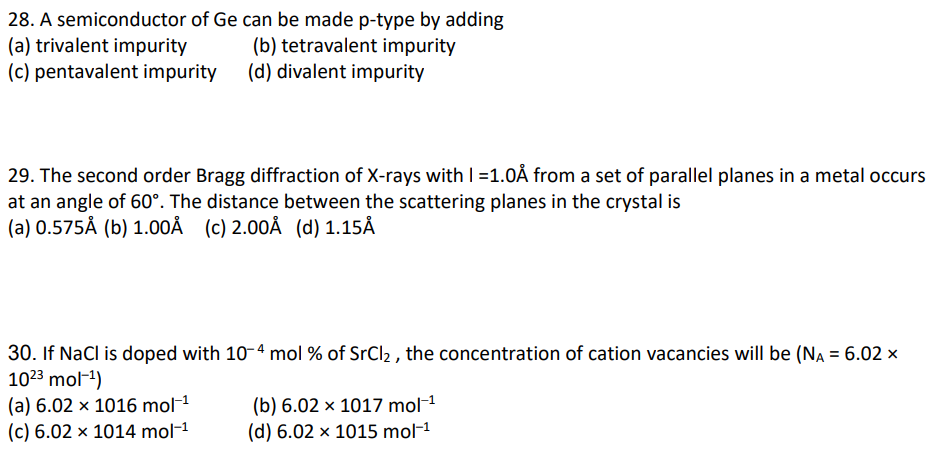 28. A semiconductor of Ge can be made p-type by adding
(a) trivalent impurity (b) tetravalent impurity
(c) pentavalent impurity (d) divalent impurity
29. The second order Bragg diffraction of X-rays with l =1.0Å from a set of parallel planes in a metal occurs
at an angle of 60°. The distance between the scattering planes in the crystal is
(a) 0.575Å (b) 1.00Å (c) 2.00Å (d) 1.15Å
30. If NaCl is doped with 10⁻⁴ mol % of SrCl₂ , the concentration of cation vacancies will be (Nᴀ = 6.02 ×
10²³ mol⁻¹)
(a) 6.02 × 1016 mol⁻¹ (b) 6.02 × 1017 mol⁻¹
(c) 6.02 × 1014 mol⁻¹ (d) 6.02 × 1015 mol⁻¹